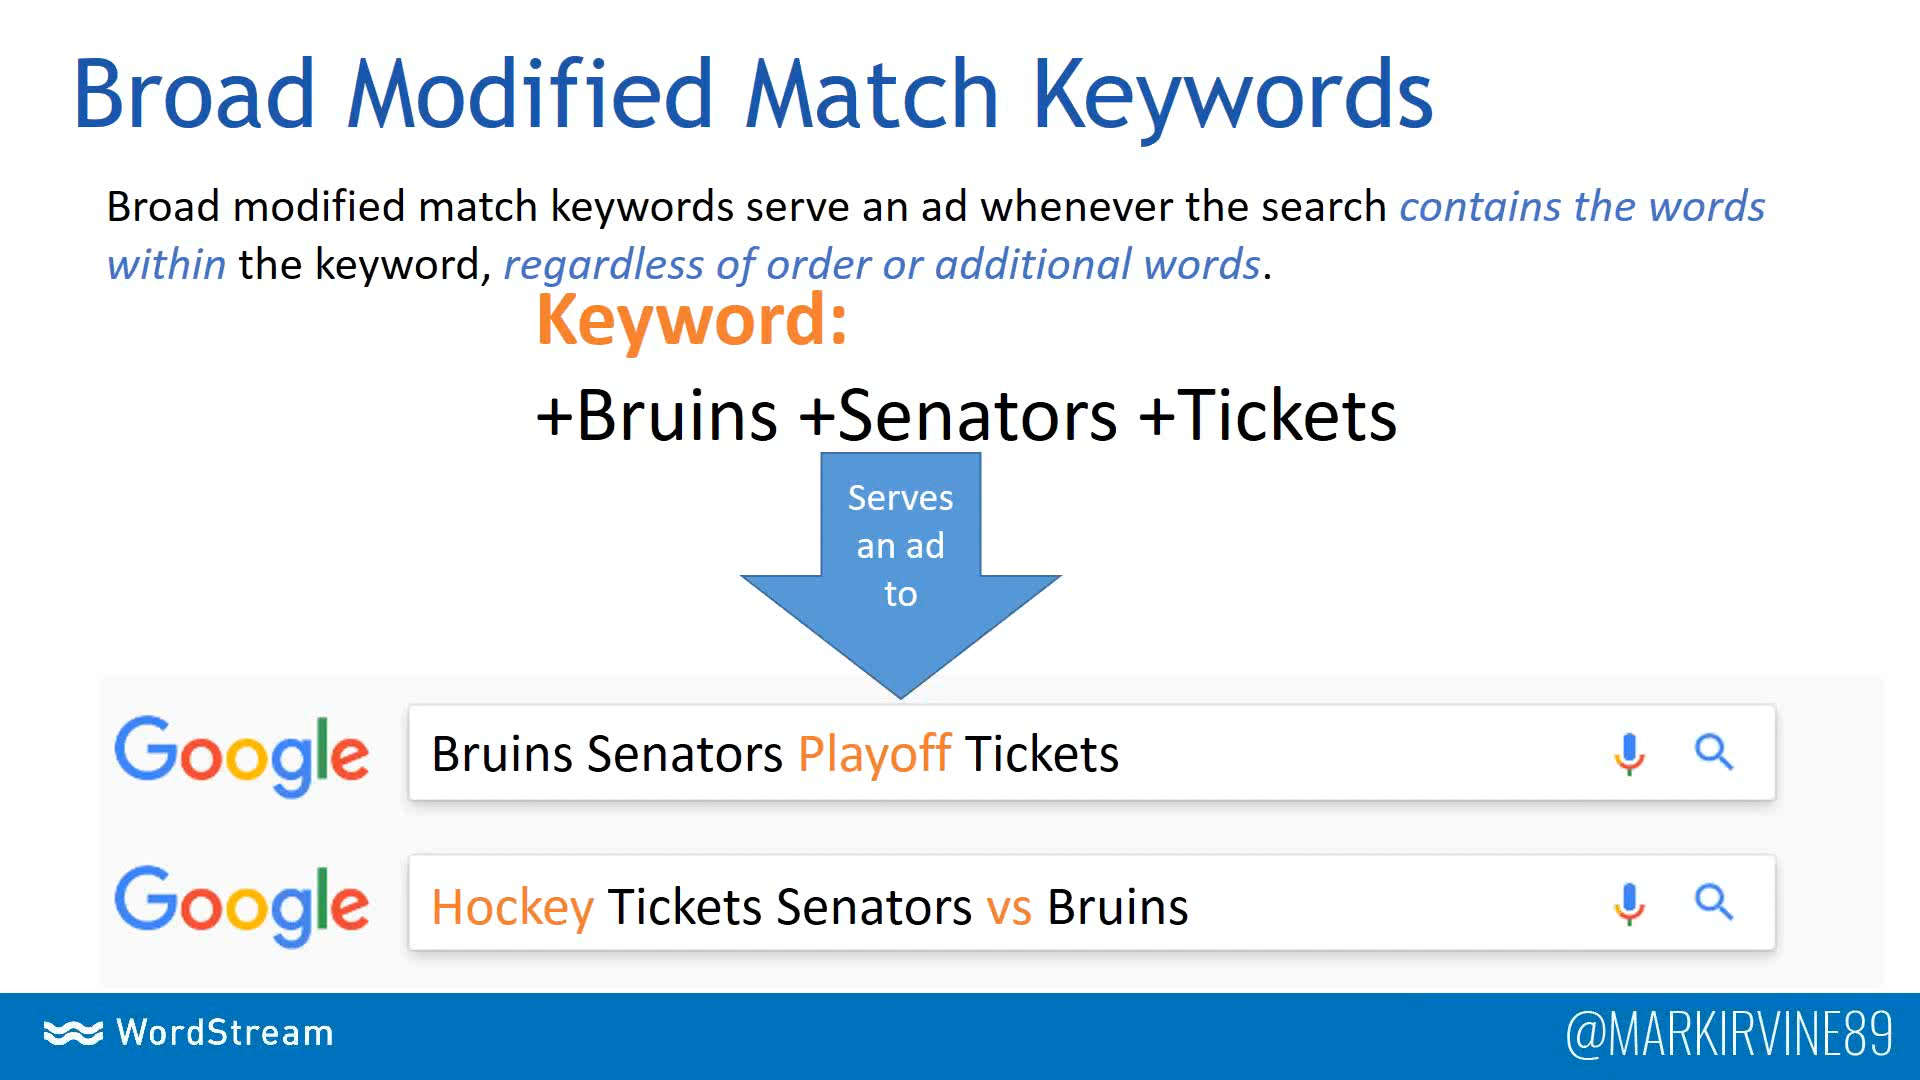 Broad Modified Match Keywords
Broad modified match keywords serve an ad whenever the search contains the words
within the keyword, regardless of order or additional words.
Keyword:
+Bruins +Senators +Tickets
Serves
an ad
to
Google
Bruins Senators Playoff Tickets
Google
Hockey Tickets Senators vs Bruins
WordStream
@MARKIRVINE89